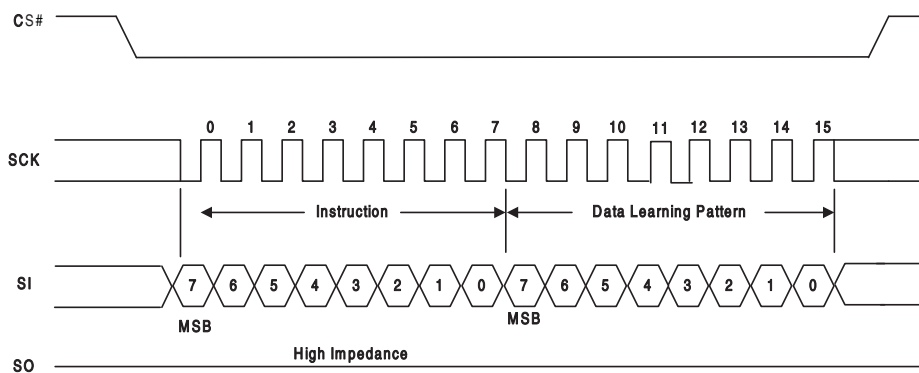 CS#
0 1 2 3 4 5 6 7 8 9 10 11 12 13 14 15
SCK
Instruction Data Learning Pattern
SI
7 6 5 4 3 2 1 0 7 6 5 4 3 2 1 0
MSB MSB
High Impedance
SO